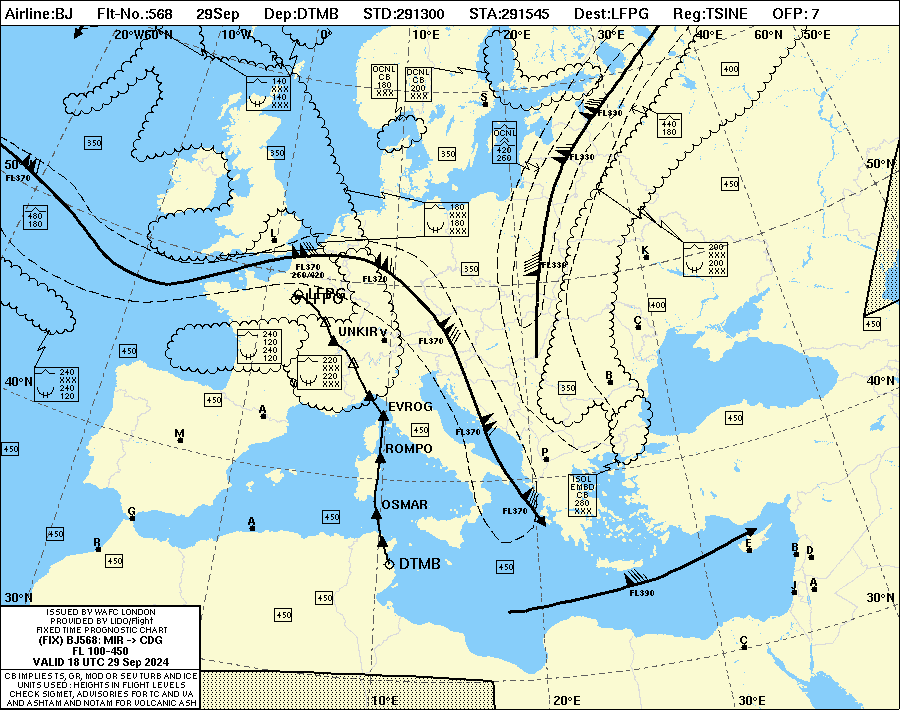 Airline:BJ Flt-No.:568 29Sep Dep:DTMB STD:291300 STA:291545 Dest:LFPG Reg:TSINE OFP: 7
20°W60°N 10°W 0° 10°E 20°E 30°E 40°E 60°N 50°E
400
140
XXX
140
XXX
OCNL
CB
180
XXX
OCNL
CB
200
XXX
S
FL330
440
180
350
350
350
OCNL
420
260
FL330
50°N
50°N
FL370
450
480
180
180
XXX
180
XXX
L
K
200
XXX
200
XXX
FL370
260/420
FL320
350
FL330
LFPG
LFPO
400
C
450
UNKIR
V
FL370
240
120
240
120
450
220
XXX
220
XXX
240
XXX
240
120
40°N
40°N
B
350
450
A
EVROG
450
450
M
FL370
450
ROMPO
P
ISOL
EMBD
CB
280
XXX
OSMAR
FL370
G
450
A
450
R
450
E
B
D
DTMB
450
FL390
J
A
30°N
30°N
450
450
C
ISSUED BY WAFC LONDON
PROVIDED BY LIDO/Flight
FIXED TIME PROGNOSTIC CHART
(FIX) BJ568: MIR -> CDG
FL 100-450
VALID 18 UTC 29 Sep 2024
CB IMPLIES TS, GR, MOD OR SEV TURB AND ICE
UNITS USED : HEIGHTS IN FLIGHT LEVELS
CHECK SIGMET, ADVISORIES FOR TC AND VA
AND ASHTAM AND NOTAM FOR VOLCANIC ASH
10°E 20°E 30°E